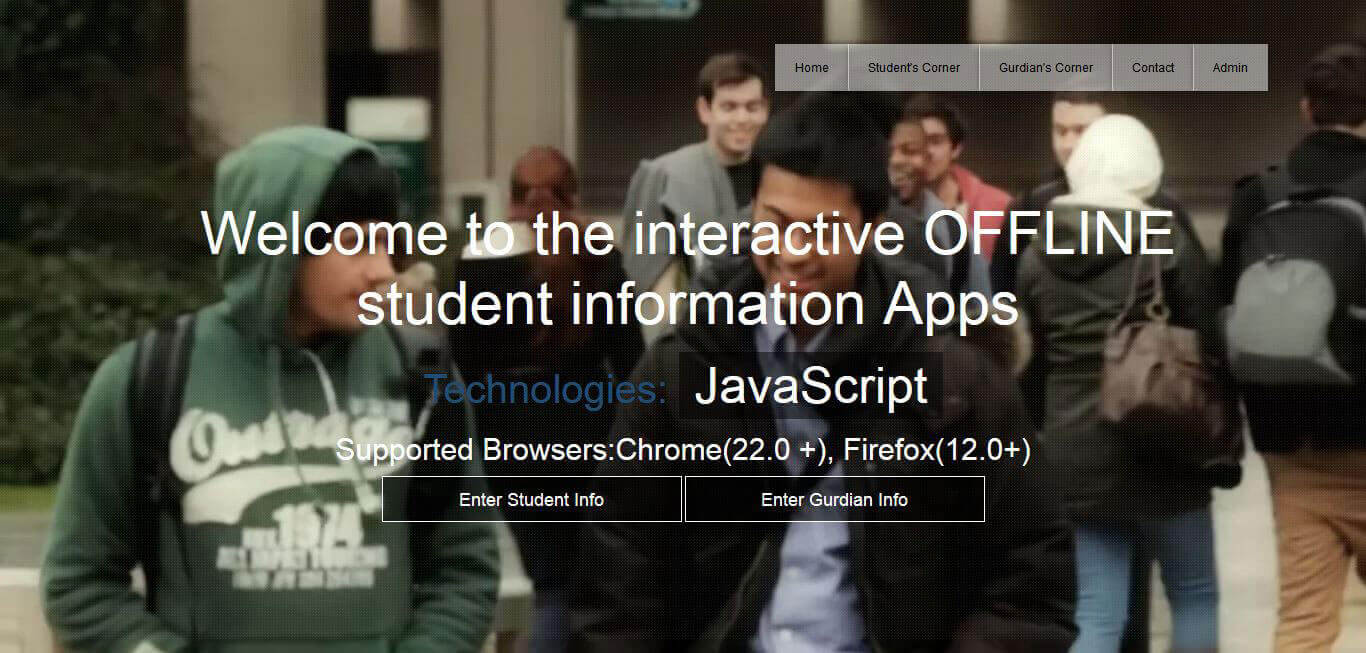 Home Student's Corner Gurdian's Corner Contact Admin
Welcome to the interactive OFFLINE
student information Apps
Technologies: JavaScript
Supported Browsers:Chrome(22.0 +), Firefox(12.0+)
Enter Student Info Enter Gurdian Info
1974